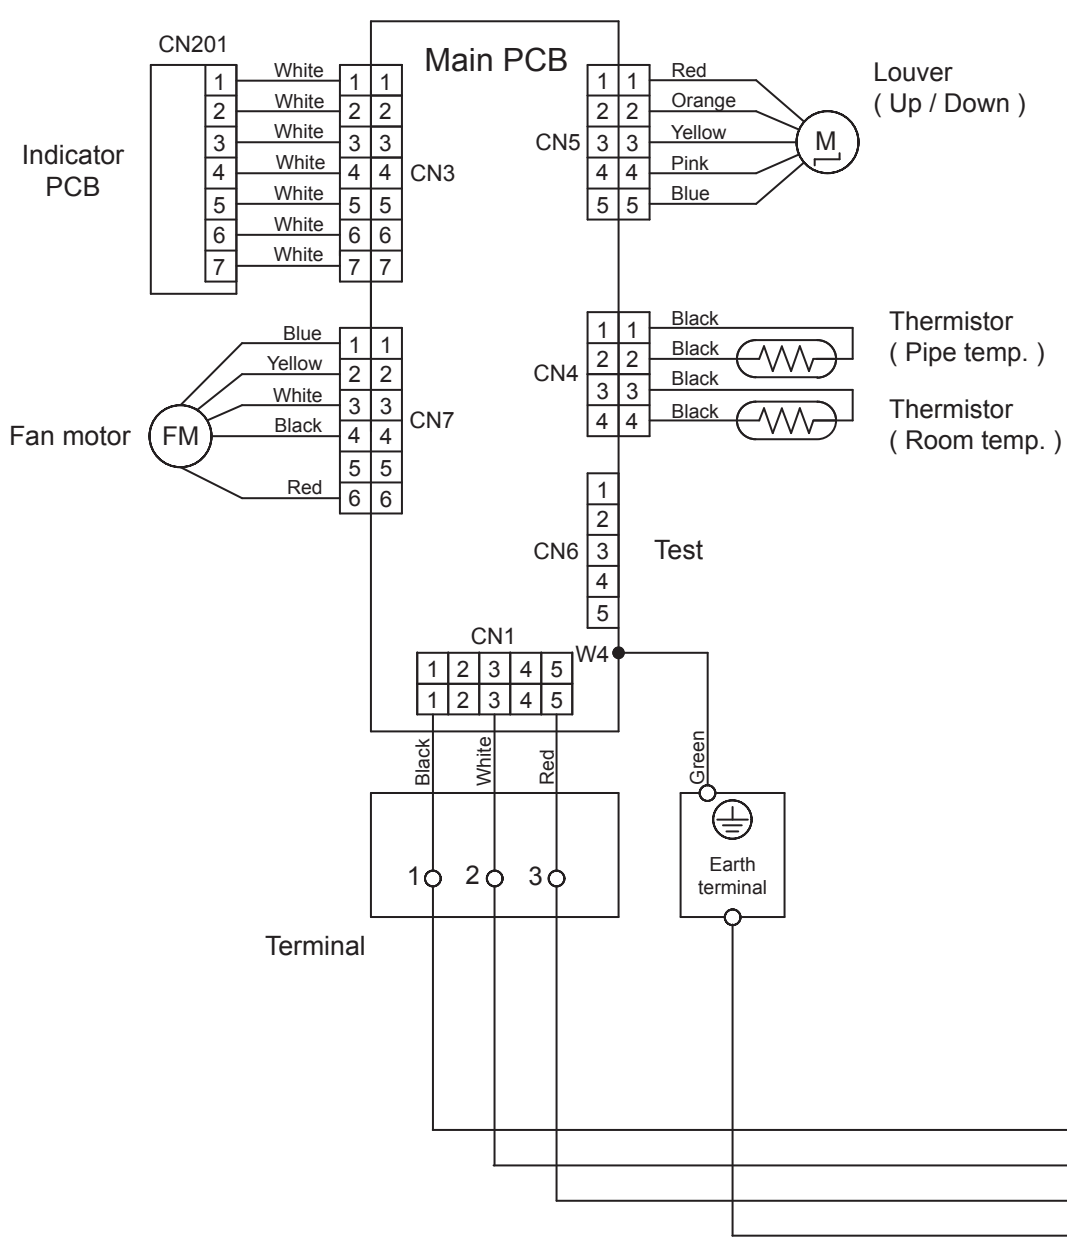 CN201
Main PCB
Indicator
PCB
1
2
3
4
5
6
7
White
White
White
White
White
White
White
1 1
2 2
3 3
4 4
5 5
6 6
7 7
CN3
CN5
1 1
2 2
3 3
4 4
5 5
Red
Orange
Yellow
Pink
Blue
M
Louver
( Up / Down )
Fan motor
FM
Blue
Yellow
White
Black
Red
1 1
2 2
3 3
4 4
5 5
6 6
CN7
CN4
1 1
2 2
3 3
4 4
Black
Black
Black
Black
Thermistor
( Pipe temp. )
Thermistor
( Room temp. )
CN6
1
2
3
4
5
Test
CN1
1 2 3 4 5
1 2 3 4 5
W4
Black
White
Red
Green
1 2 3
Terminal
Earth
terminal